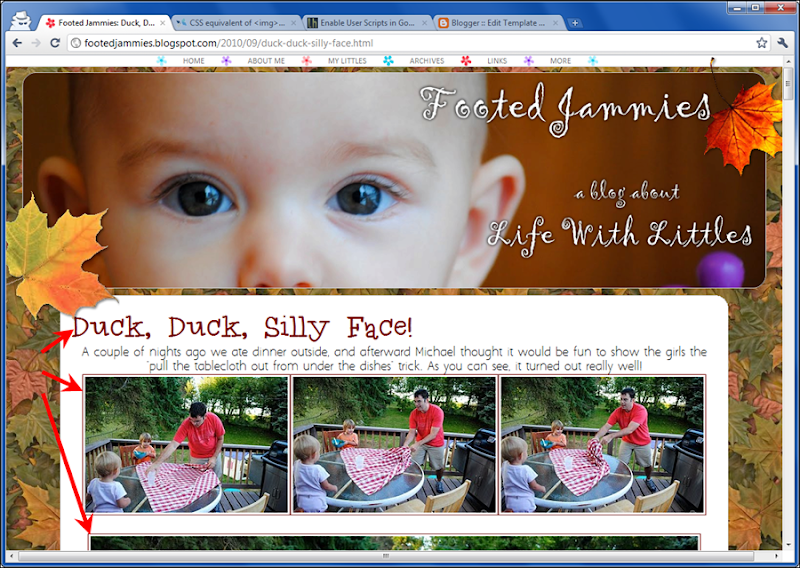 Footed Jammies: Duck, D...
CSS equivalent of <img>...
Enable User Scripts in Go...
Blogger :: Edit Template ...
footedjammies.blogspot.com/2010/09/duck-duck-silly-face.html
HOME ABOUT ME MY LITTLES ARCHIVES LINKS MORE
Footed Jammies
a blog about
Life With Littles
Duck, Duck, Silly Face!
A couple of nights ago we ate dinner outside, and afterward Michael thought it would be fun to show the girls the
'pull the tablecloth out from under the dishes' trick. As you can see, it turned out really well!